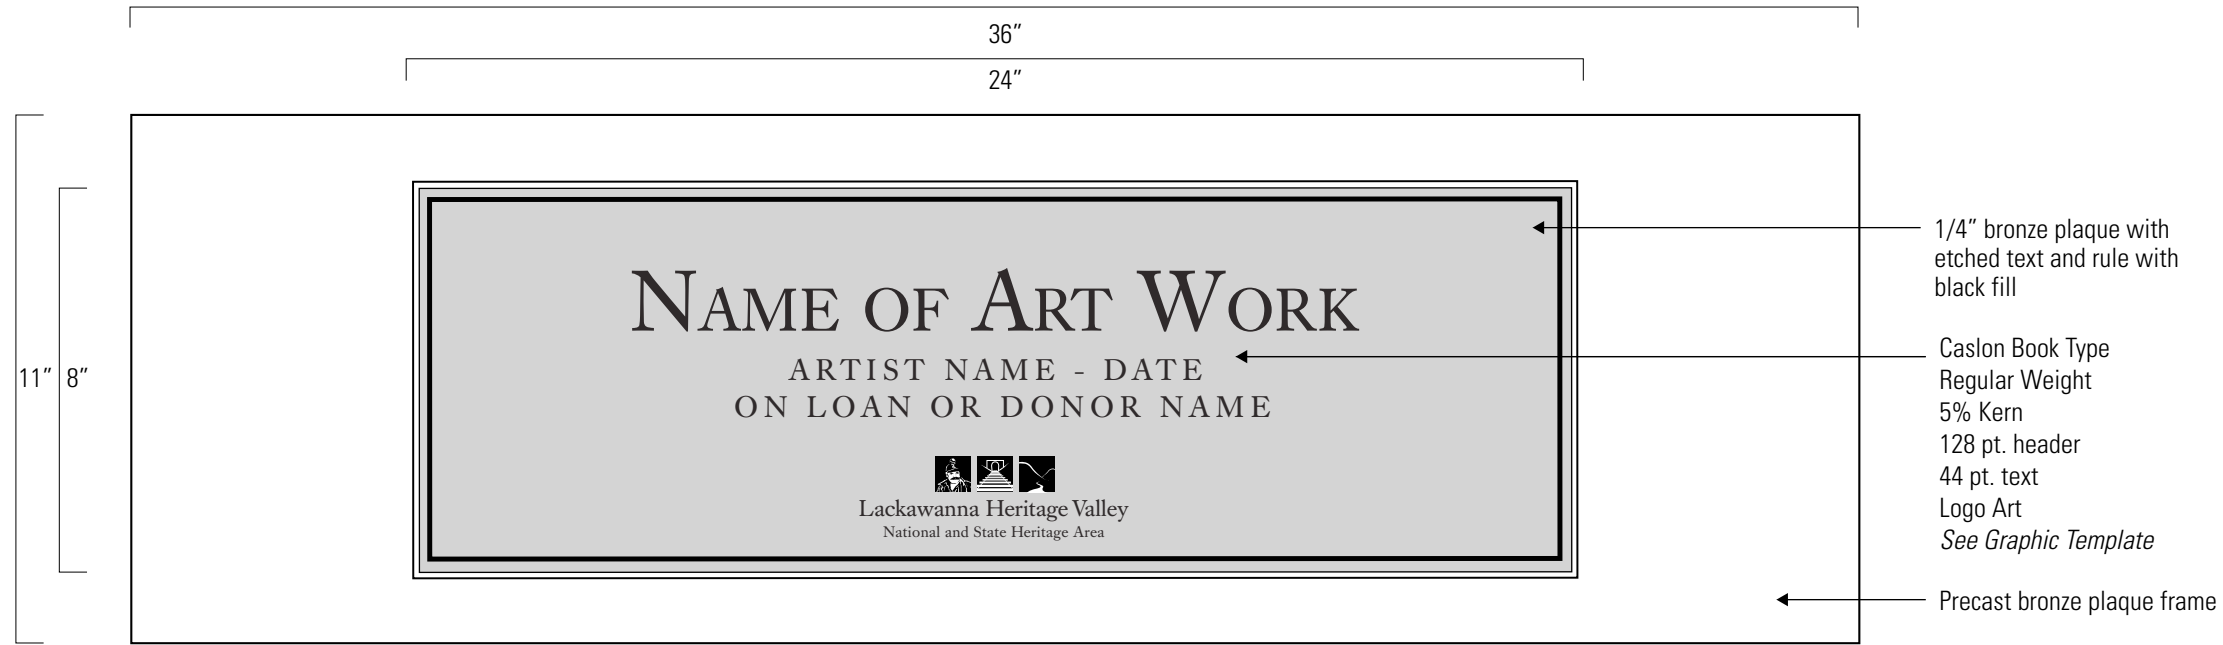 36”
24”
11” 8”
NAME OF ART WORK
ARTIST NAME - DATE
ON LOAN OR DONOR NAME
Lackawanna Heritage Valley
National and State Heritage Area
1/4” bronze plaque with
etched text and rule with
black fill
Caslon Book Type
Regular Weight
5% Kern
128 pt. header
44 pt. text
Logo Art
See Graphic Template
Precast bronze plaque frame